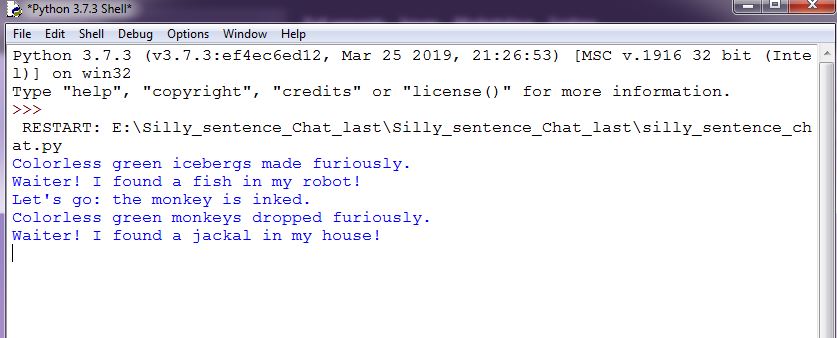 *Python 3.7.3 Shell*
File Edit Shell Debug Options Window Help
Python 3.7.3 (v3.7.3:ef4ec6ed12, Mar 25 2019, 21:26:53) [MSC v.1916 32 bit (Inte
l)] on win32
Type "help", "copyright", "credits" or "license()" for more information.
>>>
RESTART: E:\Silly_sentence_Chat_last\Silly_sentence_Chat_last\silly_sentence_ch
at.py
Colorless green icebergs made furiously.
Waiter! I found a fish in my robot!
Let's go: the monkey is inked.
Colorless green monkeys dropped furiously.
Waiter! I found a jackal in my house!